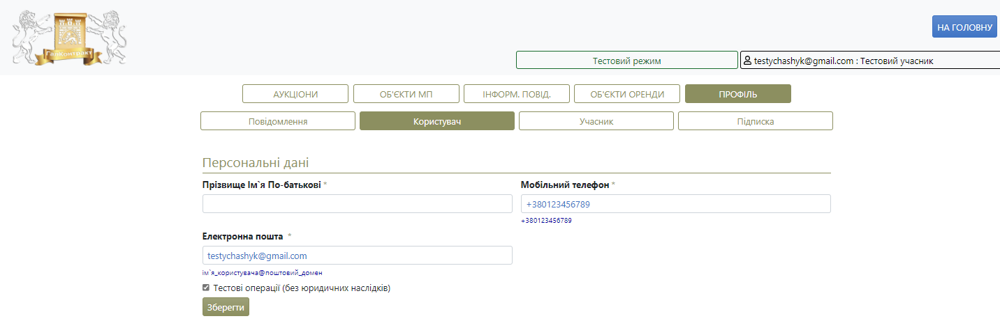 ГалКонтракт
НА ГОЛОВНУ
Тестовий режим
testychashyk@gmail.com : Тестовий учасник
АУКЦІОНИ
ОБ'ЄКТИ МП
ІНФОРМ. ПОВІД.
ОБ'ЄКТИ ОРЕНДИ
ПРОФІЛЬ
Повідомлення
Користувач
Учасник
Підписка
Персональні дані
Прізвище Ім`я По-батькові *
Мобільний телефон *
+380123456789
+380123456789
Електронна пошта *
testychashyk@gmail.com
ім`я_користувача@поштовий_домен
Тестові операції (без юридичних наслідків)
Зберегти